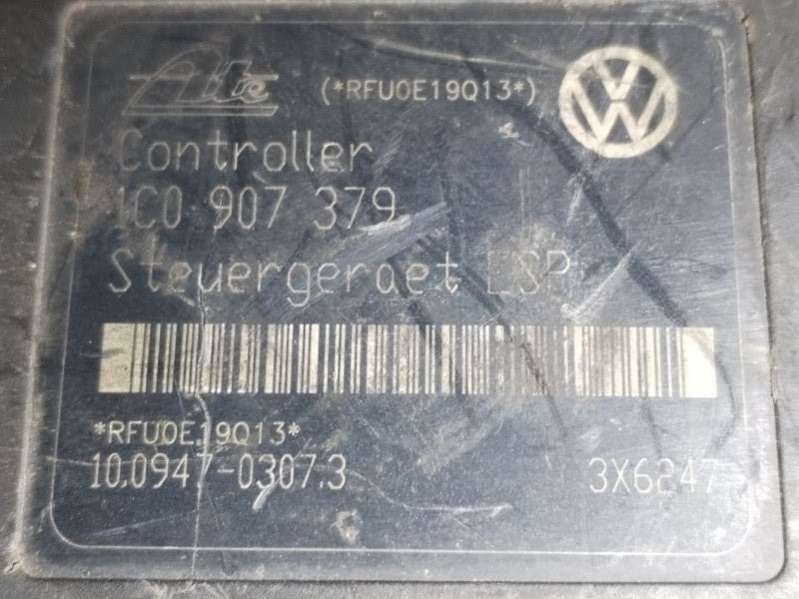 Ate (*RFU0E19Q13*)
Controller
1C0 907 379
Steuergeraet ESP
*RFU0E19Q13*
10.0947-0307.3 3X6247